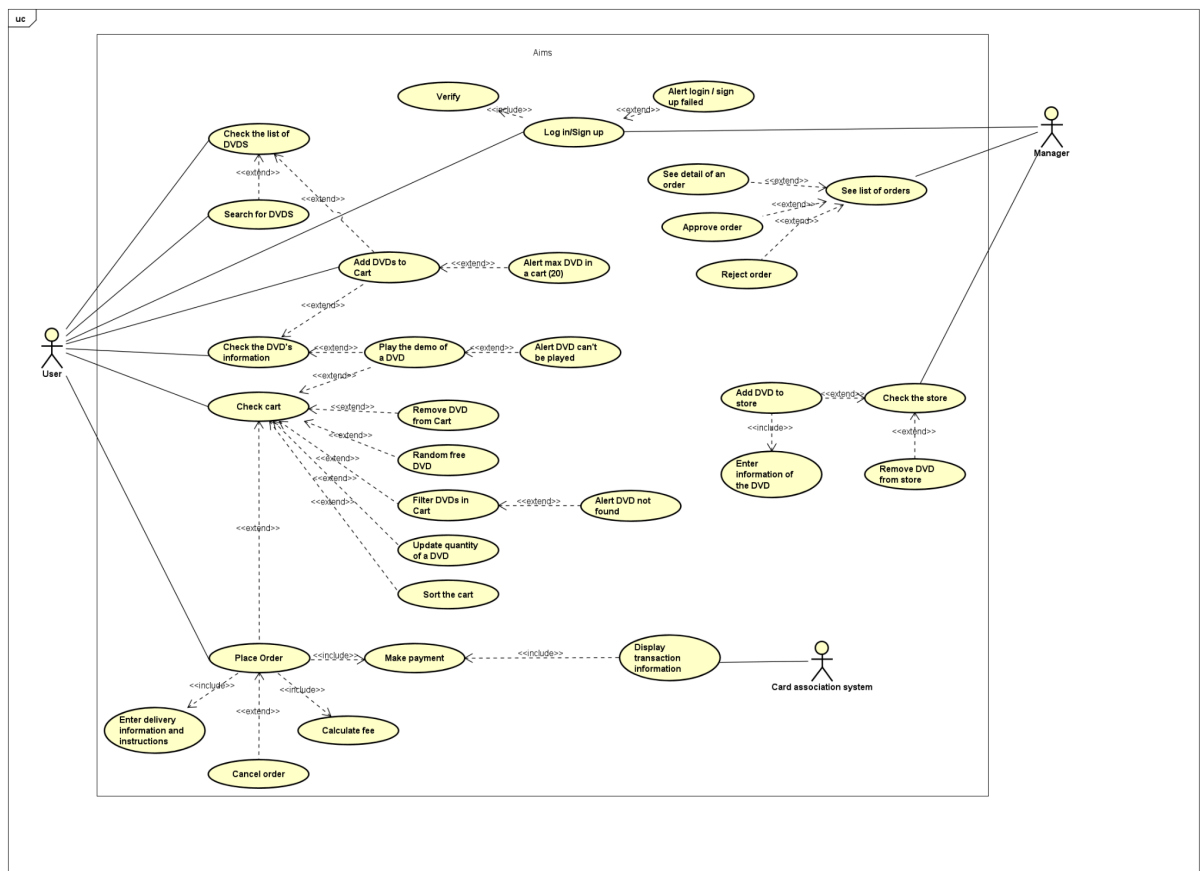 uc
Aims
Verify
<<include>>
<<extend>>
Alert login / sign
up failed
Log in/Sign up
Manager
Check the list of
DVDS
<<extend>>
Search for DVDS
<<extend>>
See detail of an
order
<<extend>>
See list of orders
<<extend>>
Approve order
<<extend>>
Reject order
Add DVDs to
Cart
<<extend>>
Alert max DVD in
a cart (20)
<<extend>>
User
Check the DVD's
information
<<extend>>
Play the demo of
a DVD
<<extend>>
Alert DVD can't
be played
<<extend>>
Check cart
<<extend>>
Remove DVD
from Cart
<<extend>>
Random free
DVD
<<extend>>
<<extend>>
<<extend>>
Filter DVDs in
Cart
<<extend>>
Alert DVD not
found
Update quantity
of a DVD
Sort the cart
Add DVD to
store
<<extend>>
Check the store
<<include>>
<<extend>>
Enter
information of
the DVD
Remove DVD
from store
<<extend>>
Place Order
<<include>>
Make payment
<<include>>
Display
transaction
information
Card association system
<<include>>
<<include>>
<<extend>>
Enter delivery
information and
instructions
Calculate fee
Cancel order